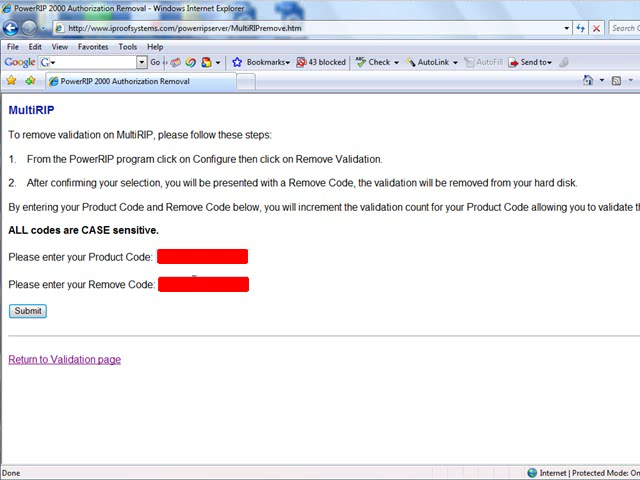 PowerRIP 2000 Authorization Removal - Windows Internet Explorer
http://www.iproofsystems.com/powerripserver/MultiRIPremove.htm
Search
File Edit View Favorites Tools Help
Google G Go Bookmarks 43 blocked Check AutoLink AutoFill Send to
PowerRIP 2000 Authorization Removal
MultiRIP
To remove validation on MultiRIP, please follow these steps:
1. From the PowerRIP program click on Configure then click on Remove Validation.
2. After confirming your selection, you will be presented with a Remove Code, the validation will be removed from your hard disk.
By entering your Product Code and Remove Code below, you will increment the validation count for your Product Code allowing you to validate
ALL codes are CASE sensitive.
Please enter your Product Code:
Please enter your Remove Code:
Submit
Return to Validation page
Done
Internet | Protected Mode: On